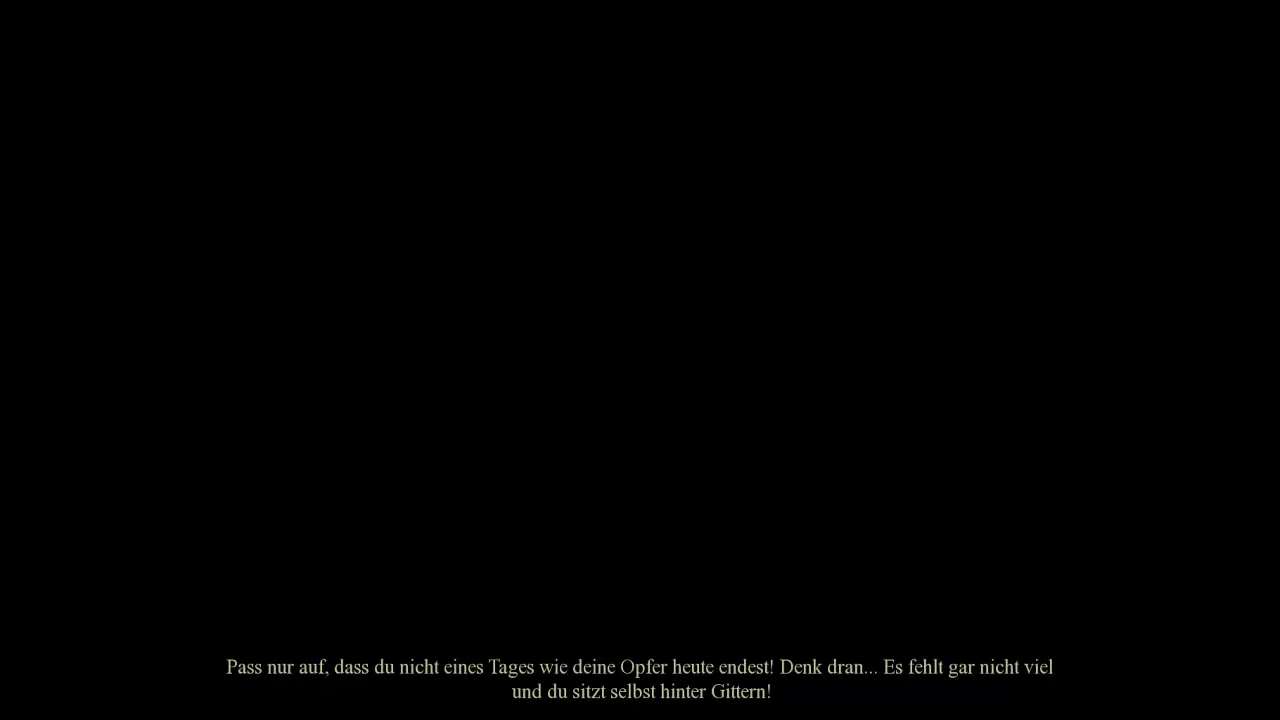 Pass nur auf, dass du nicht eines Tages wie deine Opfer heute endest! Denk dran... Es fehlt gar nicht viel
und du sitzt selbst hinter Gittern!